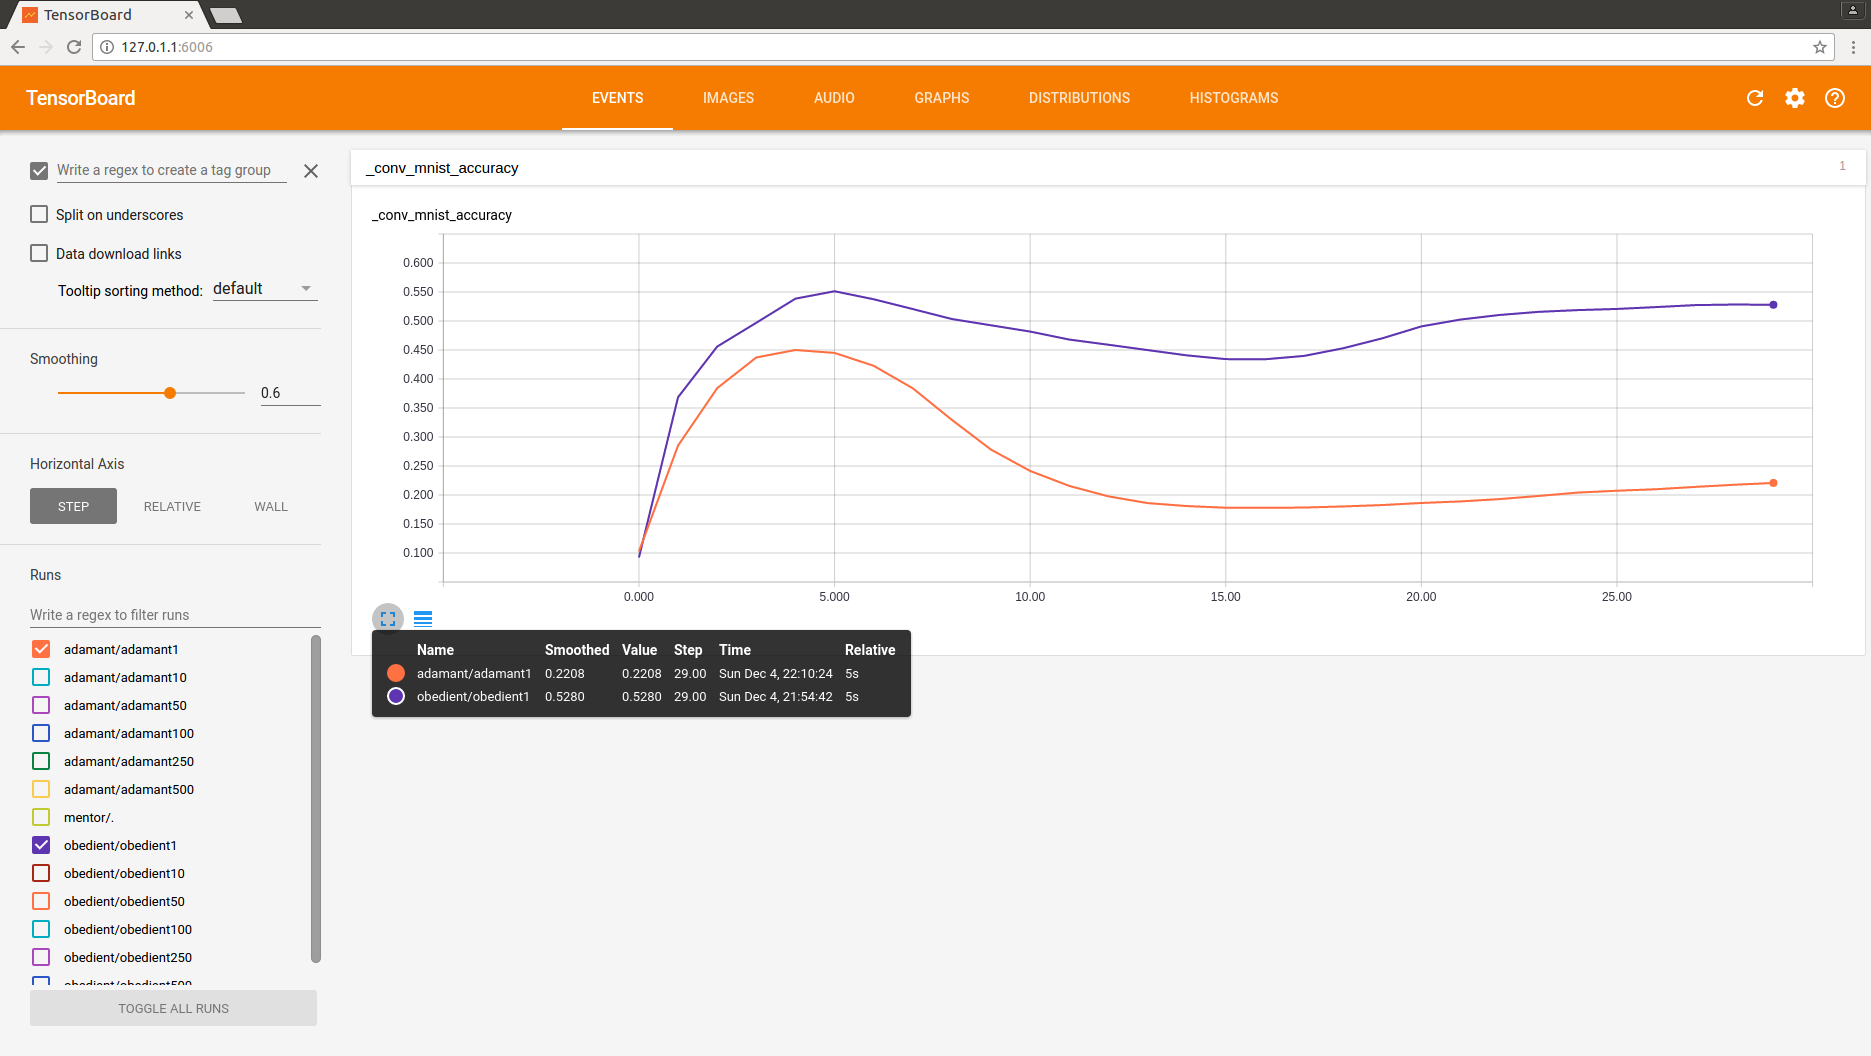 TensorBoard
127.0.1.1:6006
TensorBoard EVENTS IMAGES AUDIO GRAPHS DISTRIBUTIONS HISTOGRAMS
Write a regex to create a tag group
Split on underscores
Data download links
Tooltip sorting method: default
Smoothing
0.6
Horizontal Axis
STEP RELATIVE WALL
Runs
Write a regex to filter runs
adamant/adamant1
adamant/adamant10
adamant/adamant50
adamant/adamant100
adamant/adamant250
adamant/adamant500
mentor/.
obedient/obedient1
obedient/obedient10
obedient/obedient50
obedient/obedient100
obedient/obedient250
obedient/obedient500
TOGGLE ALL RUNS
_conv_mnist_accuracy 1
_conv_mnist_accuracy
0.600
0.550
0.500
0.450
0.400
0.350
0.300
0.250
0.200
0.150
0.100
0.000 5.000 10.00 15.00 20.00 25.00
Name Smoothed Value Step Time Relative
adamant/adamant1 0.2208 0.2208 29.00 Sun Dec 4, 22:10:24 5s
obedient/obedient1 0.5280 0.5280 29.00 Sun Dec 4, 21:54:42 5s